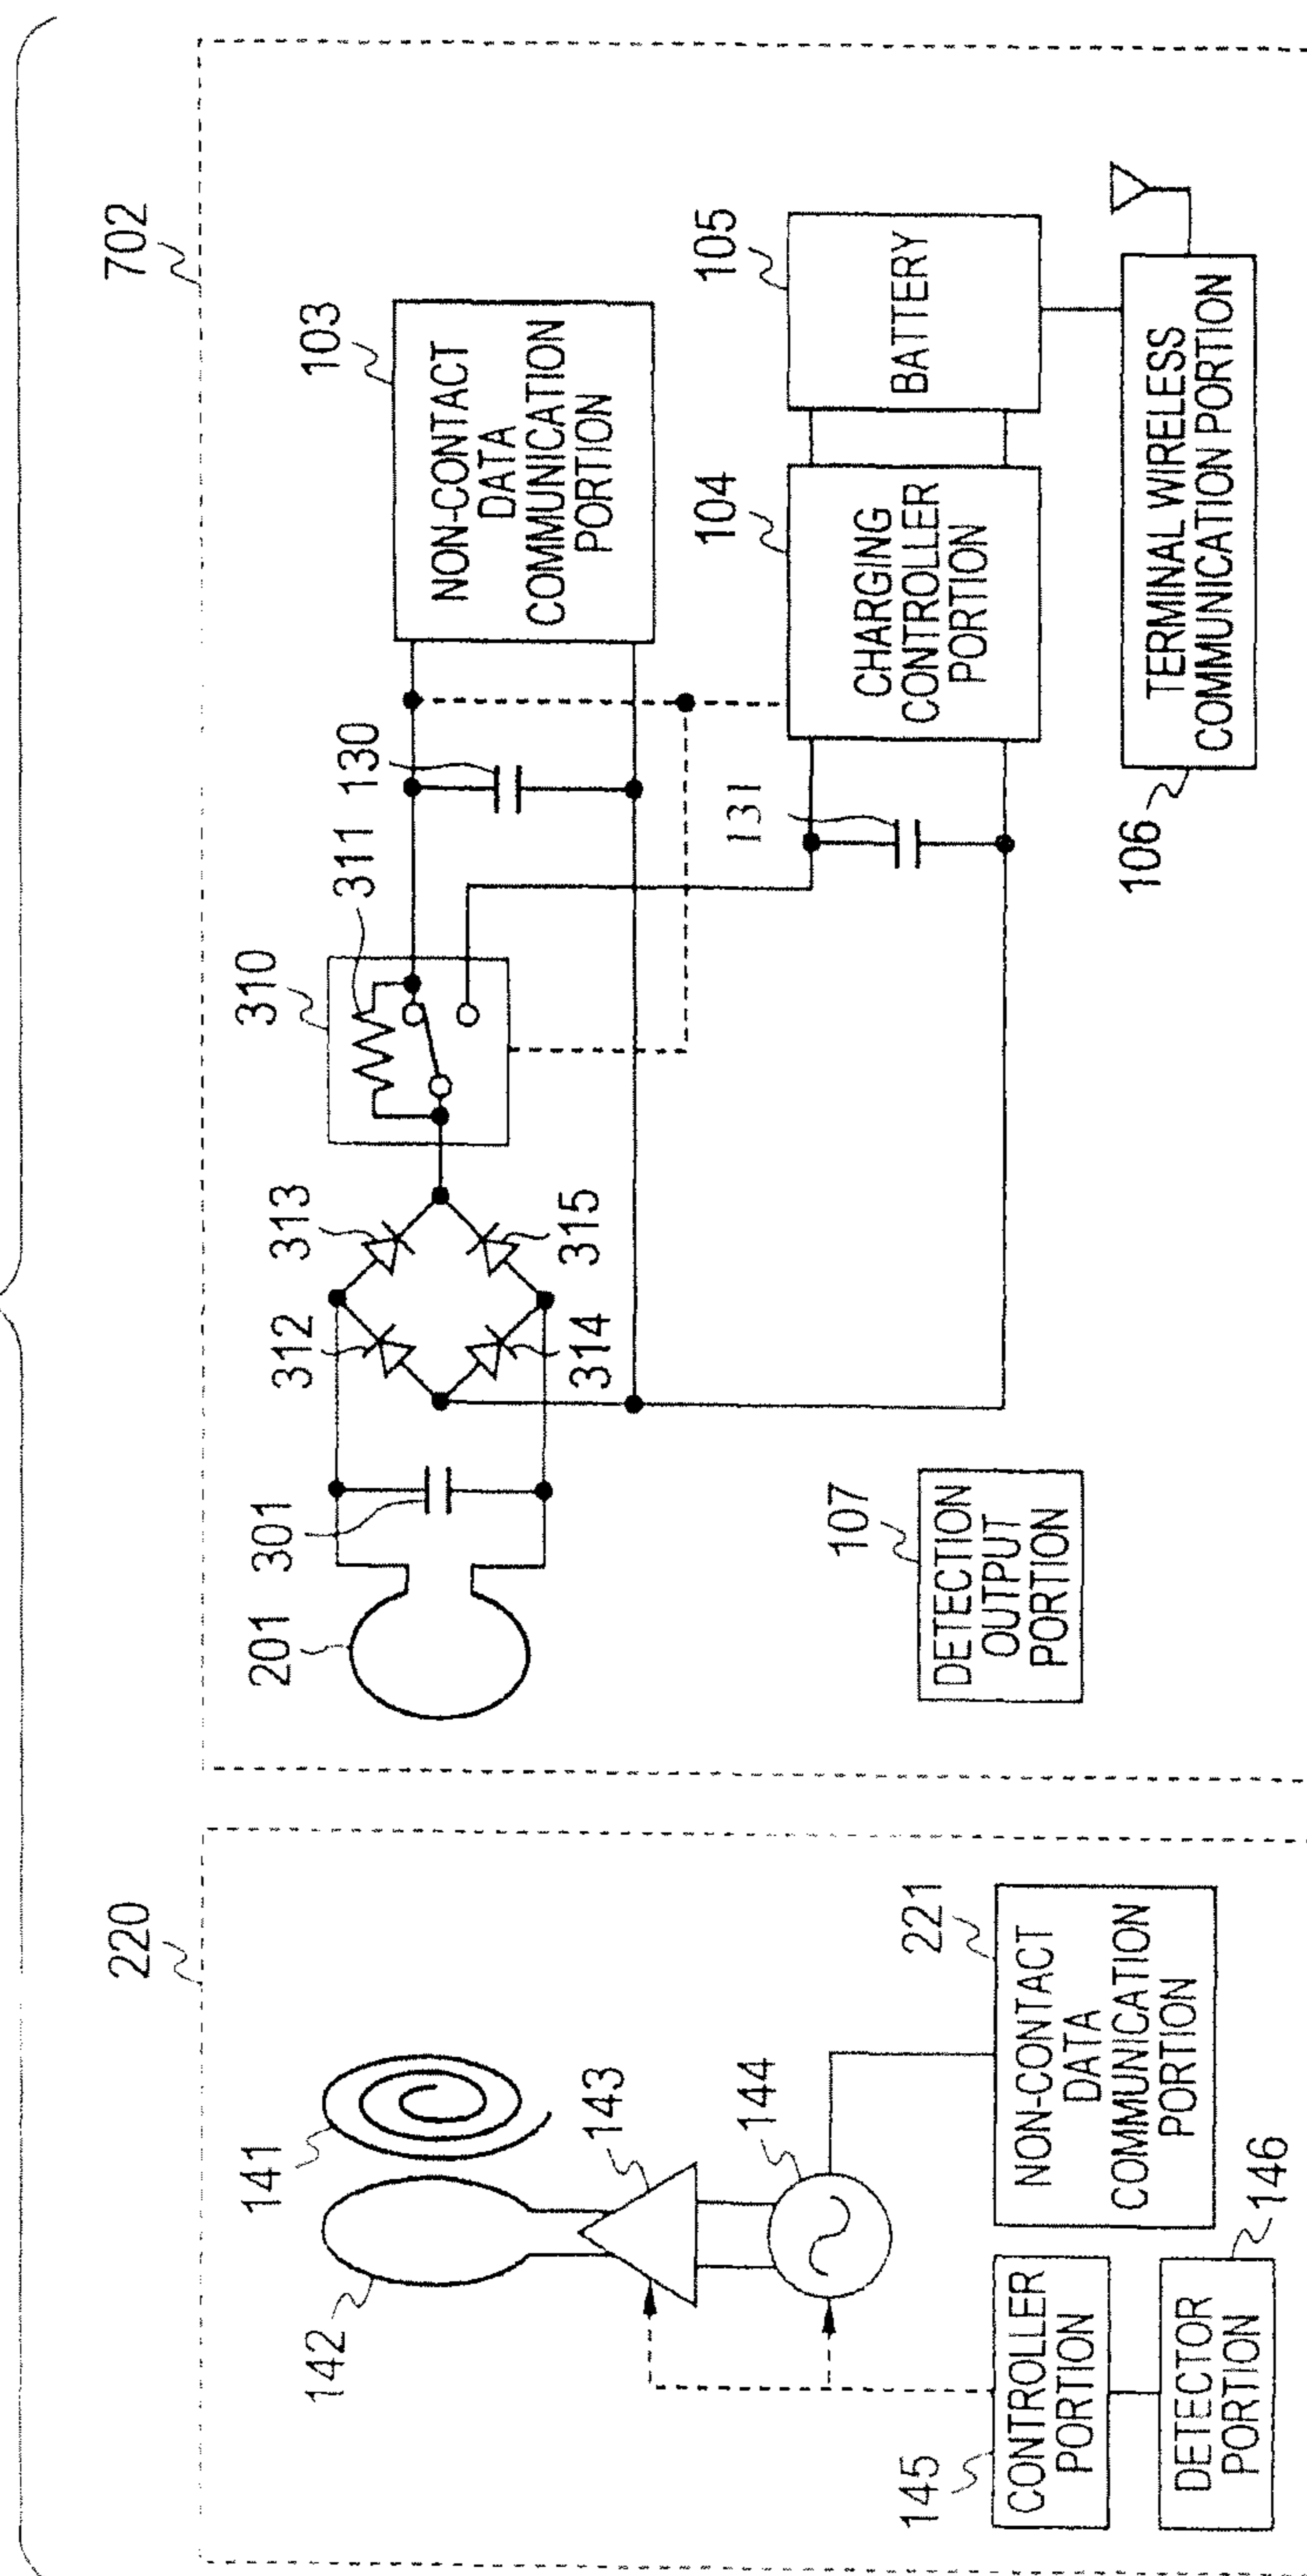 220
141
142
143
144
145
CONTROLLER
PORTION
DETECTOR
PORTION
146
221
NON-CONTACT
DATA
COMMUNICATION
PORTION
702
201
301
312
313
314
315
310
311
130
103
NON-CONTACT
DATA
COMMUNICATION
PORTION
131
104
CHARGING
CONTROLLER
PORTION
105
BATTERY
107
DETECTION
OUTPUT
PORTION
106
TERMINAL WIRELESS
COMMUNICATION PORTION